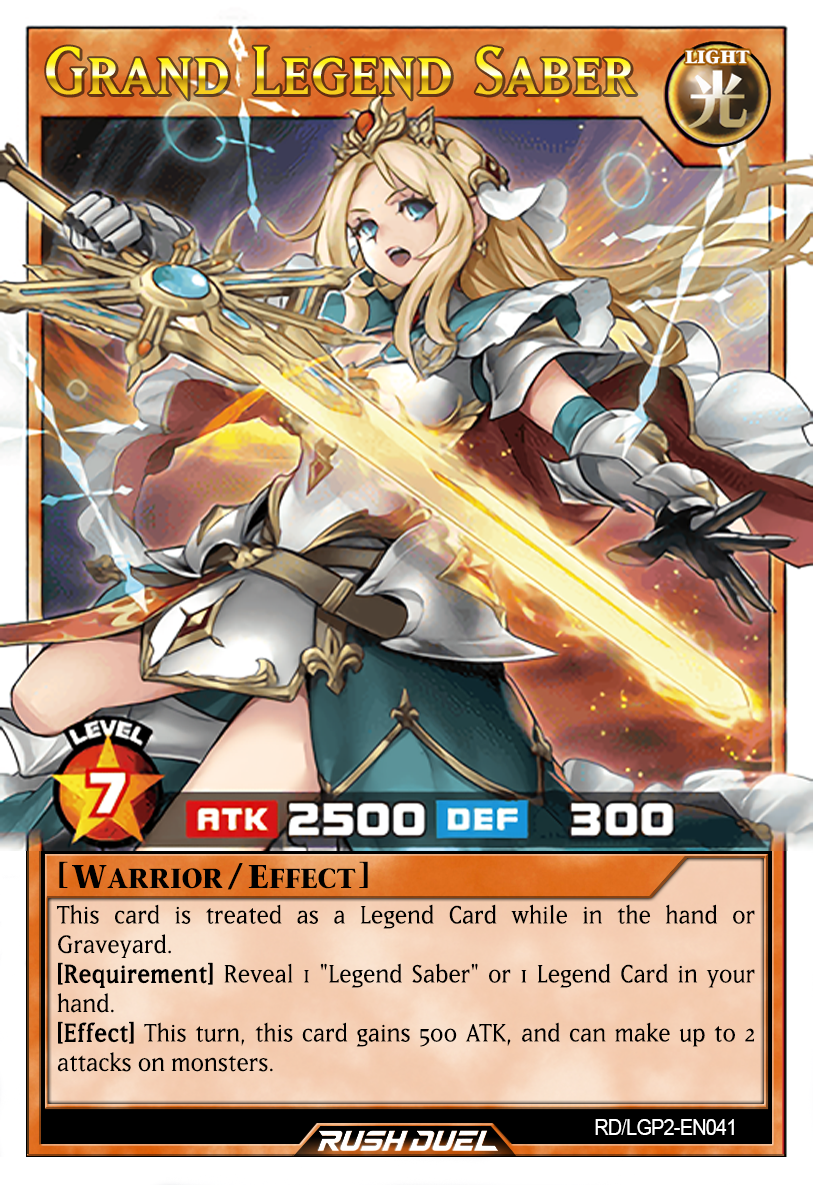 Grand Legend Saber
LIGHT
光
LEVEL
7
ATK 2500 DEF 300
[Warrior/Effect]
This card is treated as a Legend Card while in the hand or
Graveyard.
[Requirement] Reveal 1 "Legend Saber" or 1 Legend Card in your
hand.
[Effect] This turn, this card gains 500 ATK, and can make up to 2
attacks on monsters.
RD/LGP2-EN041
RUSH DUEL